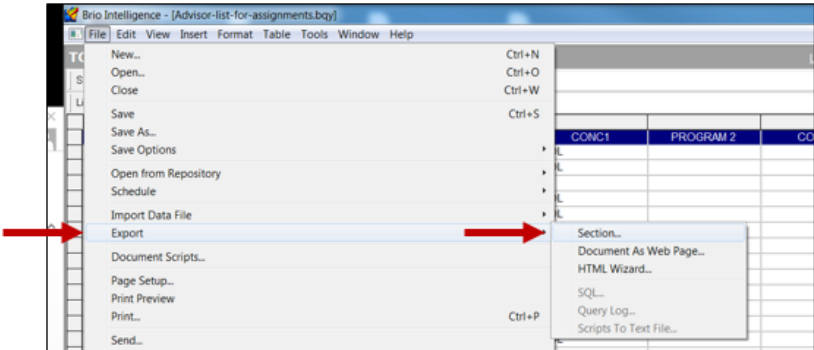 Brio Intelligence - [Advisor-list-for-assignments.bqy]
File Edit View Insert Format Table Tools Window Help
New... Ctrl+N
Open... Ctrl+O
Close Ctrl+W
Save Ctrl+S
Save As...
CONC1 PROGRAM 2 CO
Save Options
Open from Repository
Schedule
Import Data File
Export
Section...
Document As Web Page...
HTML Wizard...
SQL...
Query Log...
Scripts To Text File...
Document Scripts...
Page Setup...
Print Preview
Print... Ctrl+P
Send...